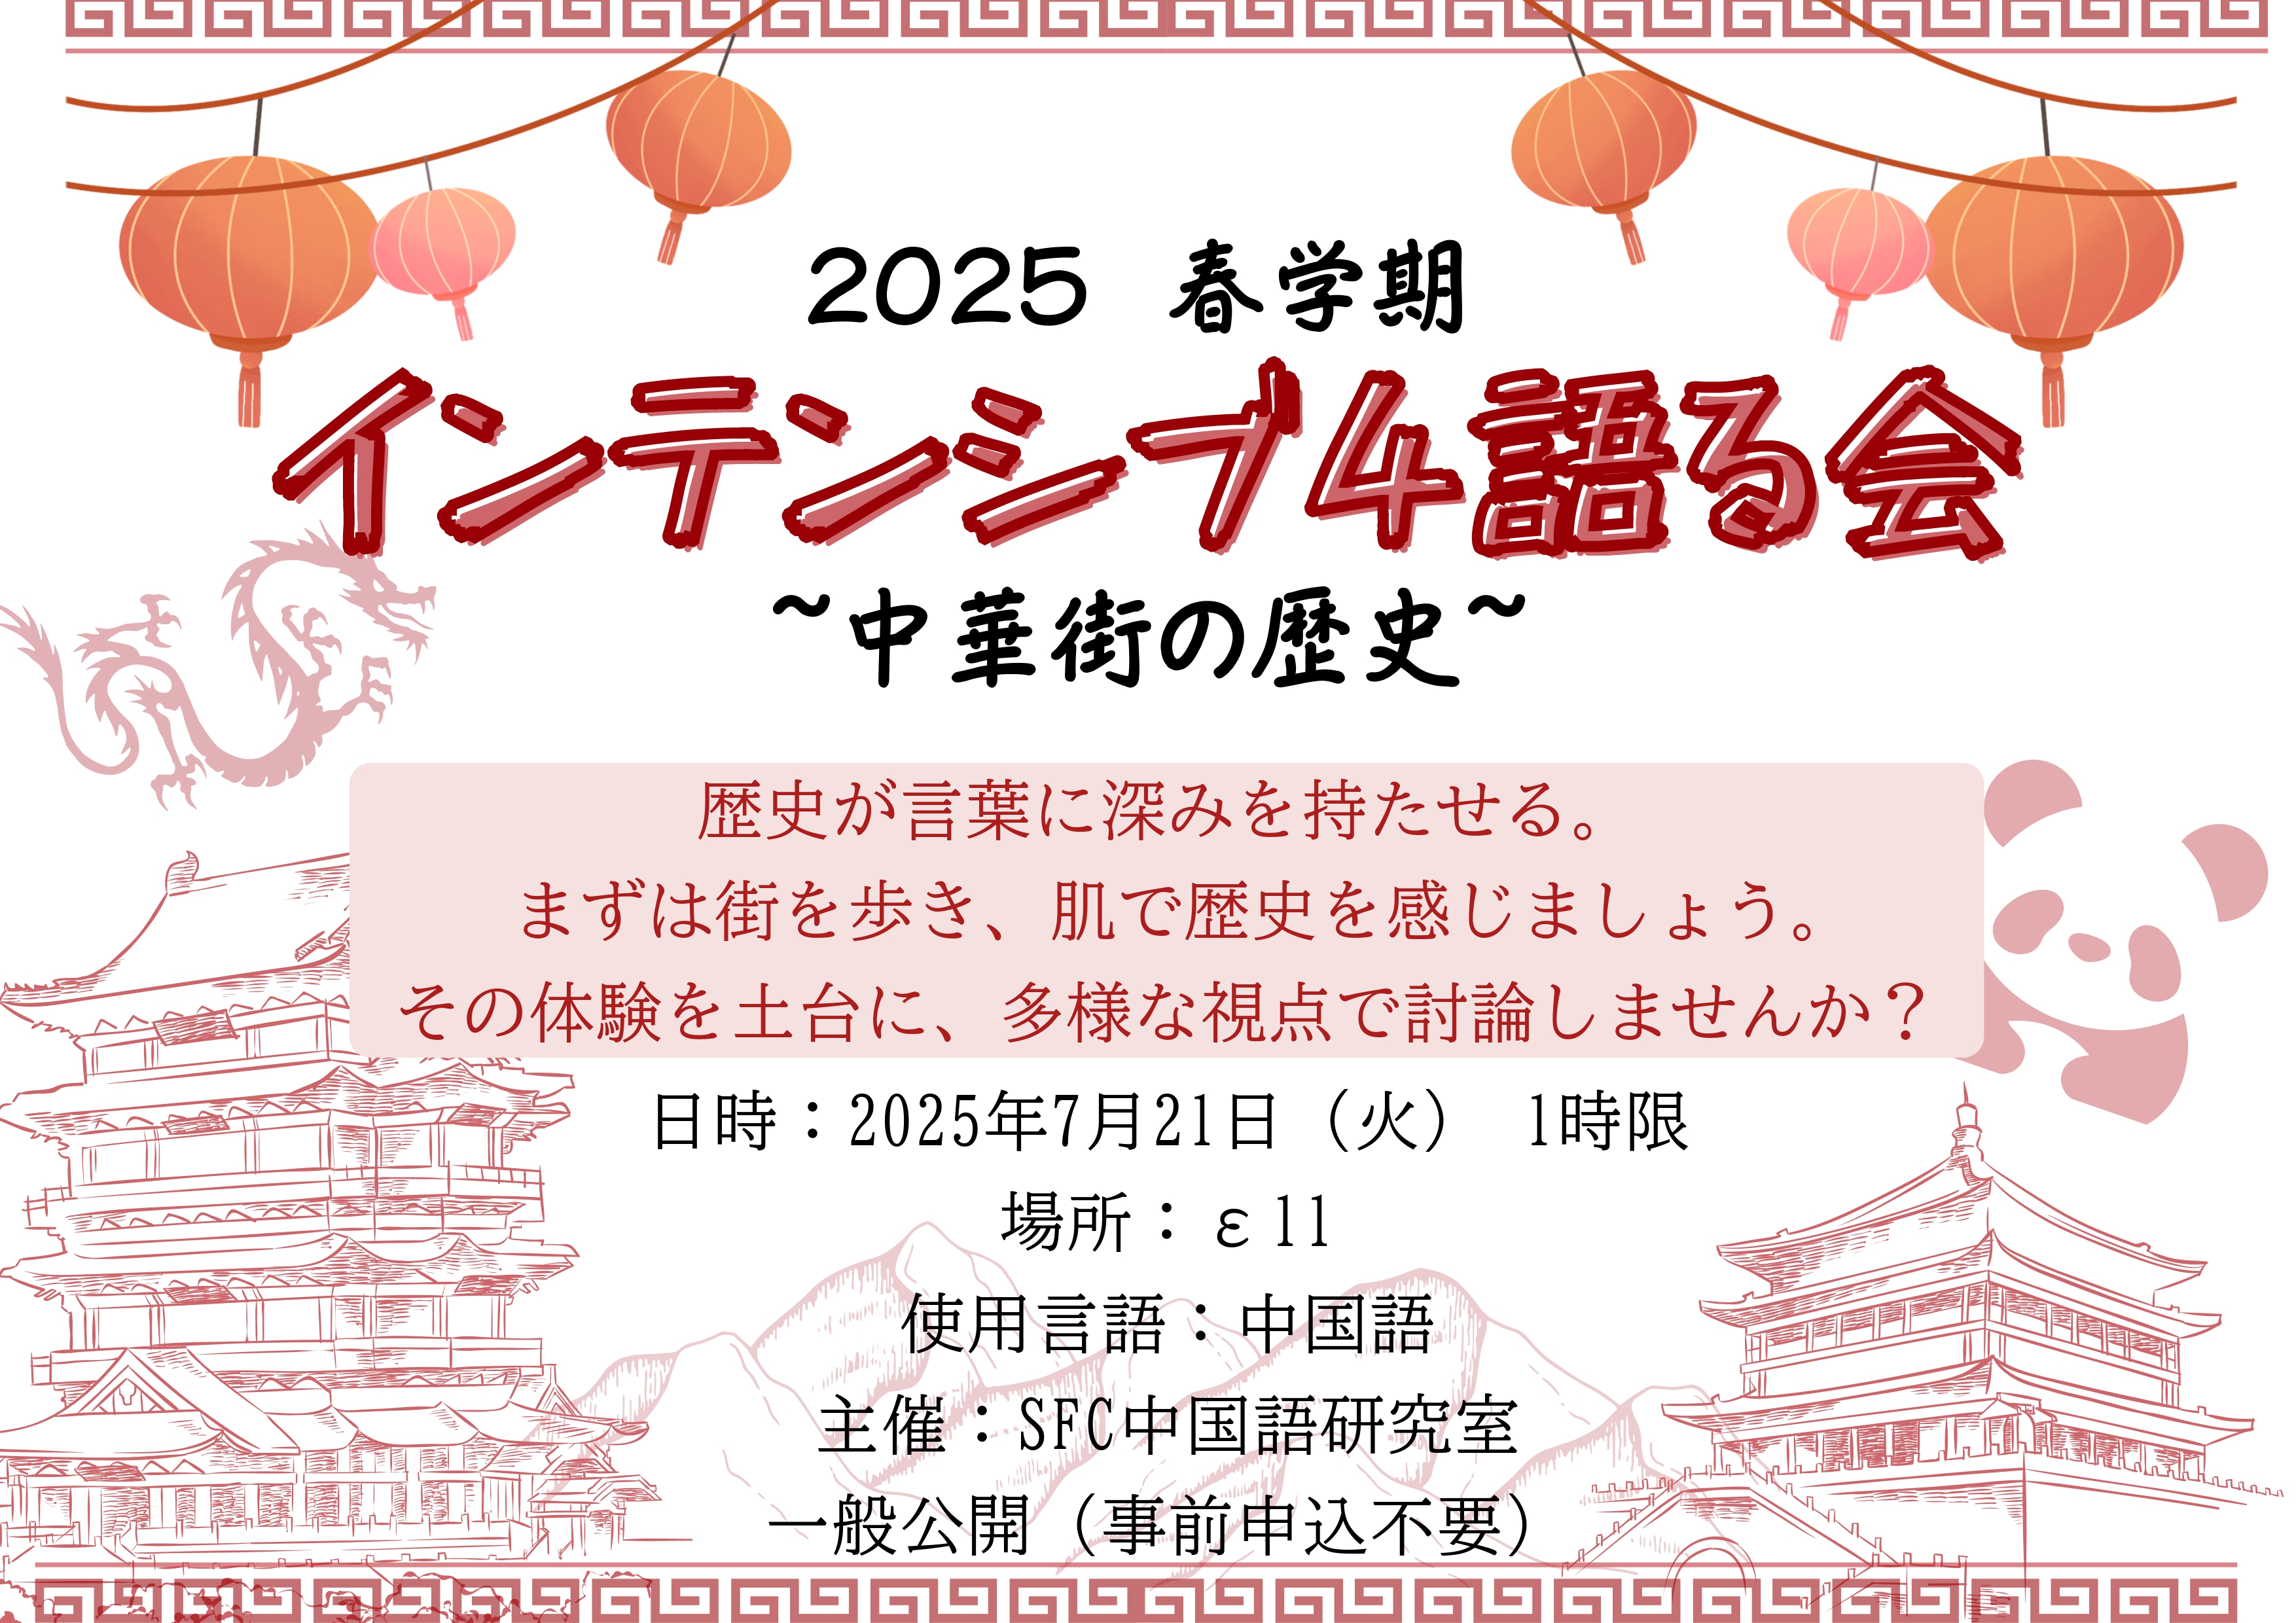 2025 春学期
インテンシブ4語る会
~中華街の歴史~
歴史が言葉に深みを持たせる。
まずは街を歩き、肌で歴史を感じましょう。
その体験を土台に、多様な視点で討論しませんか？
日時：2025年7月21日（火） 1時限
場所：ε11
使用言語：中国語
主催：SFC中国語研究室
一般公開（事前申込不要）